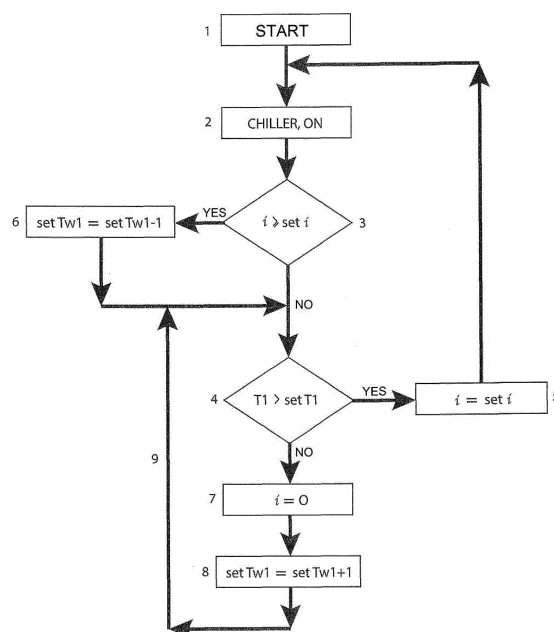 1 START
2 CHILLER, ON
6 set Tw1 = set Tw1-1
YES
i ⩾ set i
3
NO
4
T1 > set T1
YES
i = set i
NO
9
7 i = O
8 set Tw1 = set Tw1+1